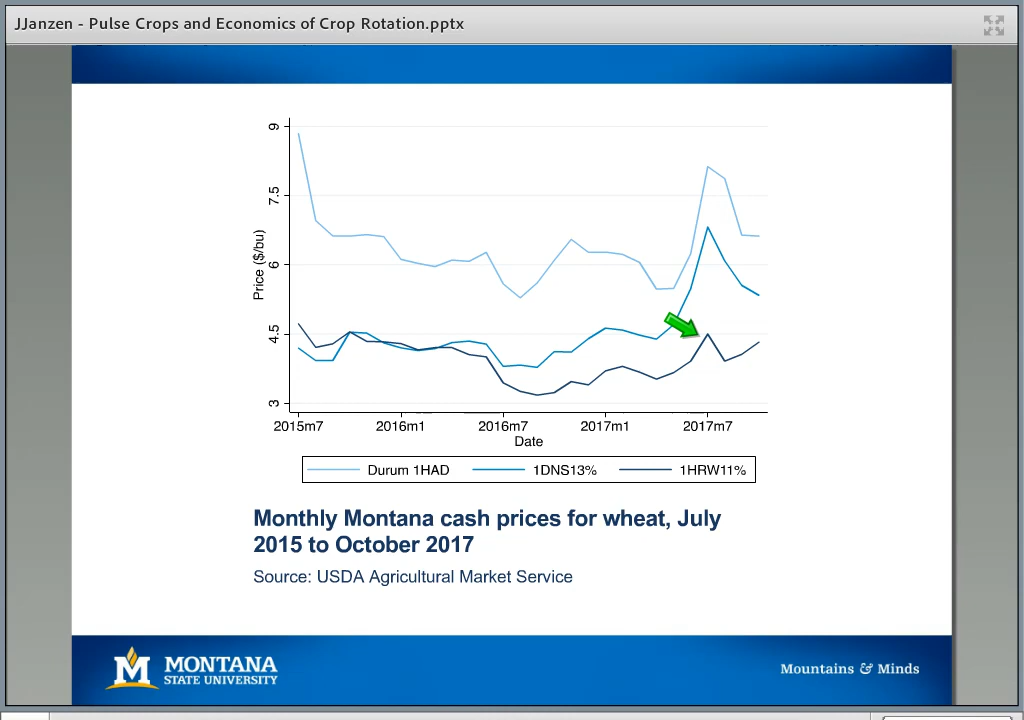 JJanzen - Pulse Crops and Economics of Crop Rotation.pptx
9
7.5
6
4.5
3
Price ($/bu)
2015m7 2016m1 2016m7 2017m1 2017m7
Date
Durum 1HAD 1DNS13% 1HRW11%
Monthly Montana cash prices for wheat, July
2015 to October 2017
Source: USDA Agricultural Market Service
M MONTANA
STATE UNIVERSITY
Mountains & Minds